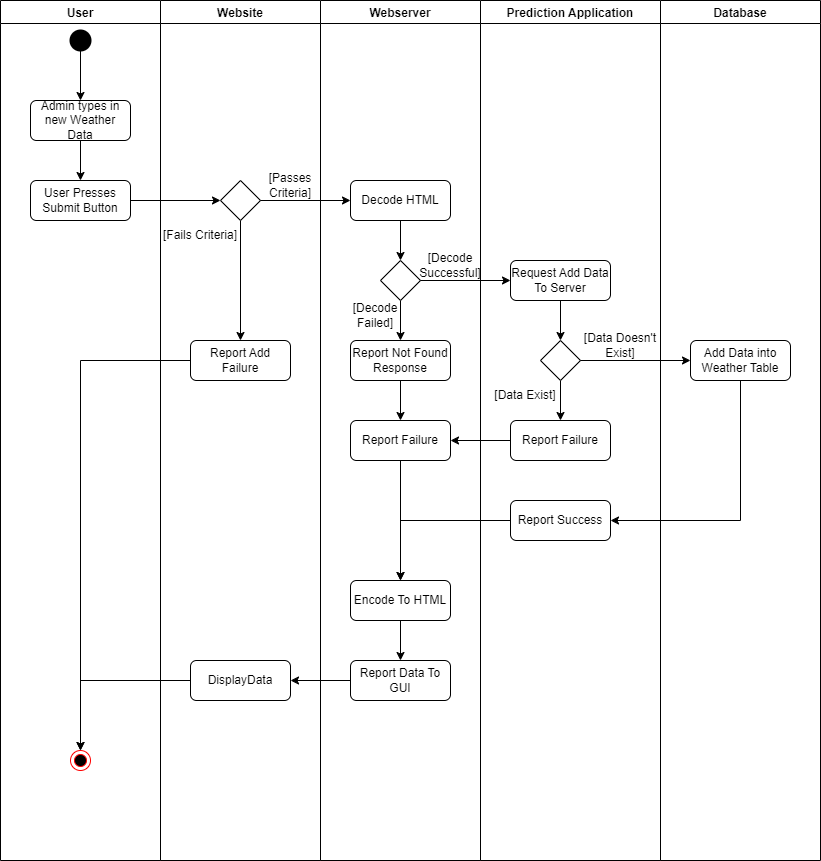 User
Website
Webserver
Prediction Application
Database
Admin types in
new Weather
Data
User Presses
Submit Button
[Passes
Criteria]
[Fails Criteria]
Decode HTML
[Decode
Successful]
[Decode
Failed]
Request Add Data
To Server
[Data Doesn't
Exist]
[Data Exist]
Report Add
Failure
Report Not Found
Response
Add Data into
Weather Table
Report Failure
Report Failure
Report Success
Encode To HTML
DisplayData
Report Data To
GUI